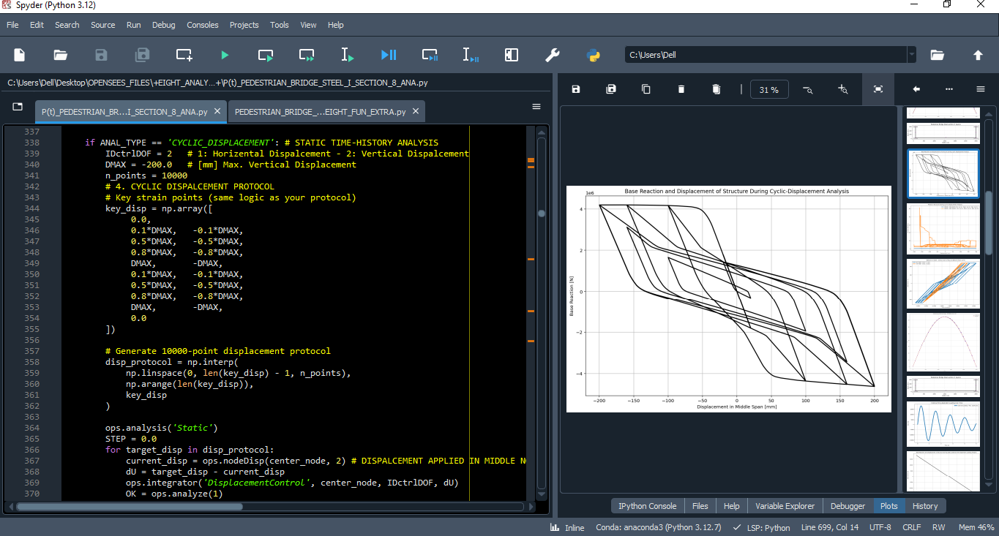 Spyder (Python 3.12)
File Edit Search Source Run Debug Consoles Projects Tools View Help
C:\Users\Dell
C:\Users\Dell\Desktop\OPENSEES_FILES\+EIGHT_ANALY...+\P(t)_PEDESTRIAN_BRIDGE_STEEL_I_SECTION_8_ANA.py
P(t)_PEDESTRIAN_BR...I_SECTION_8_ANA.py
PEDESTRIAN_BRIDGE_...EIGHT_FUN_EXTRA.py
337
338 if ANAL_TYPE == 'CYCLIC_DISPLACEMENT': # STATIC TIME-HISTORY ANALYSIS
339 IDctrlDOF = 2 # 1: Horizental Dispalcement - 2: Vertical Dispalcement
340 DMAX = -200.0 # [mm] Max. Vertical Displacement
341 n_points = 10000
342 # 4. CYCLIC DISPALCEMENT PROTOCOL
343 # Key strain points (same logic as your protocol)
344 key_disp = np.array([
345 0.0,
346 0.1*DMAX, -0.1*DMAX,
347 0.5*DMAX, -0.5*DMAX,
348 0.8*DMAX, -0.8*DMAX,
349 DMAX, -DMAX,
350 0.1*DMAX, -0.1*DMAX,
351 0.5*DMAX, -0.5*DMAX,
352 0.8*DMAX, -0.8*DMAX,
353 DMAX, -DMAX,
354 0.0
355 ])
356
357 # Generate 10000-point displacement protocol
358 disp_protocol = np.interp(
359 np.linspace(0, len(key_disp) - 1, n_points),
360 np.arange(len(key_disp)),
361 key_disp
362 )
363
364 ops.analysis('Static')
365 STEP = 0.0
366 for target_disp in disp_protocol:
367 current_disp = ops.nodeDisp(center_node, 2) # DISPALCEMENT APPLIED IN MIDDLE N
368 dU = target_disp - current_disp
369 ops.integrator('DisplacementControl', center_node, IDctrlDOF, dU)
370 OK = ops.analyze(1)
31 %
Base Reaction and Displacement of Structure During Cyclic-Displacement Analysis
1e6
4
2
0
−2
−4
Base Reaction [N]
−200 −150 −100 −50 0 50 100 150 200
Displacement in Middle Span [mm]
IPython Console Files Help Variable Explorer Debugger Plots History
Inline Conda: anaconda3 (Python 3.12.7) LSP: Python Line 699, Col 14 UTF-8 CRLF RW Mem 46%